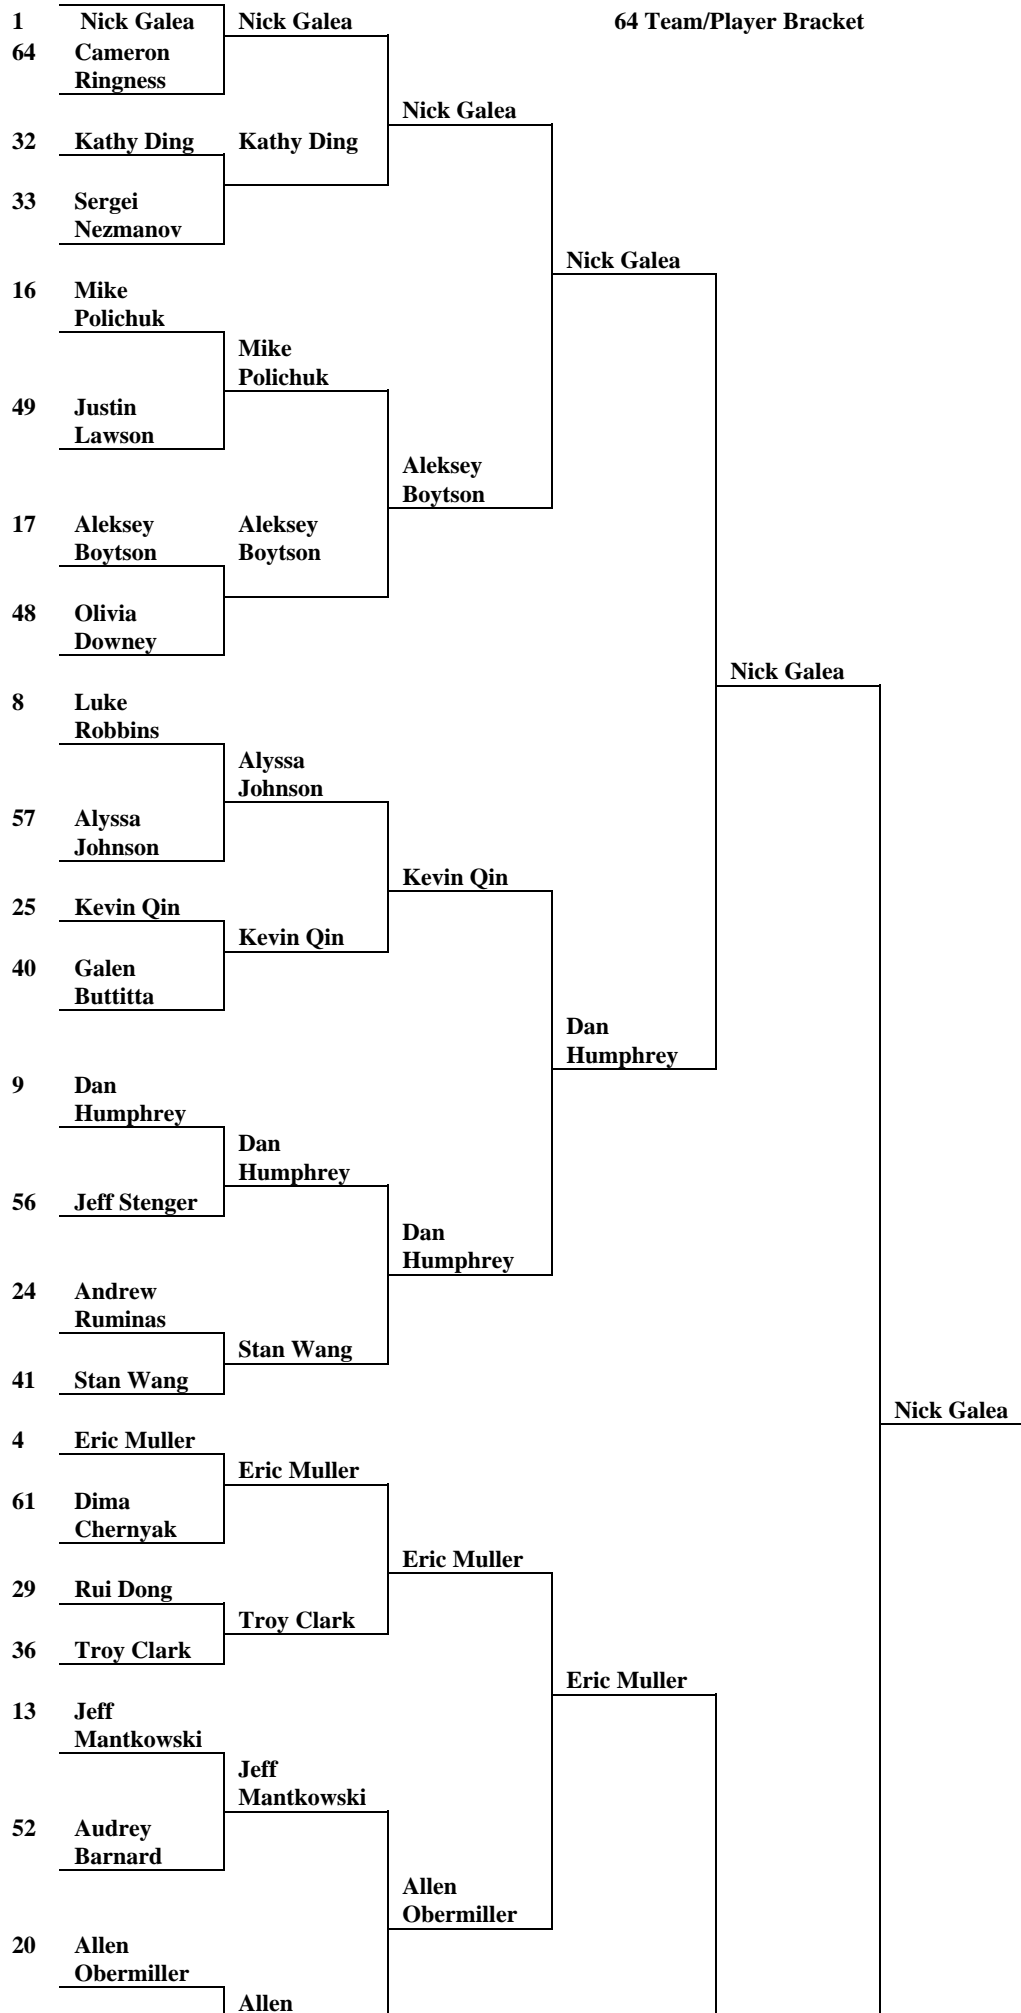 1 Nick Galea Nick Galea 64 Team/Player Bracket
64 Cameron
Ringness
Nick Galea
32 Kathy Ding Kathy Ding
33 Sergei
Nezmanov
Nick Galea
16 Mike
Polichuk
Mike
Polichuk
49 Justin
Lawson
Aleksey
Boytson
17 Aleksey Aleksey
Boytson Boytson
48 Olivia
Downey
Nick Galea
8 Luke
Robbins
Alyssa
Johnson
57 Alyssa
Johnson
Kevin Qin
25 Kevin Qin
Kevin Qin
40 Galen
Buttitta
Dan
Humphrey
9 Dan
Humphrey
Dan
Humphrey
56 Jeff Stenger
Dan
Humphrey
24 Andrew
Ruminas
Stan Wang
41 Stan Wang
Nick Galea
4 Eric Muller
Eric Muller
61 Dima
Chernyak
Eric Muller
29 Rui Dong
Troy Clark
36 Troy Clark
Eric Muller
13 Jeff
Mantkowski
Jeff
Mantkowski
52 Audrey
Barnard
Allen
Obermiller
20 Allen
Obermiller
Allen